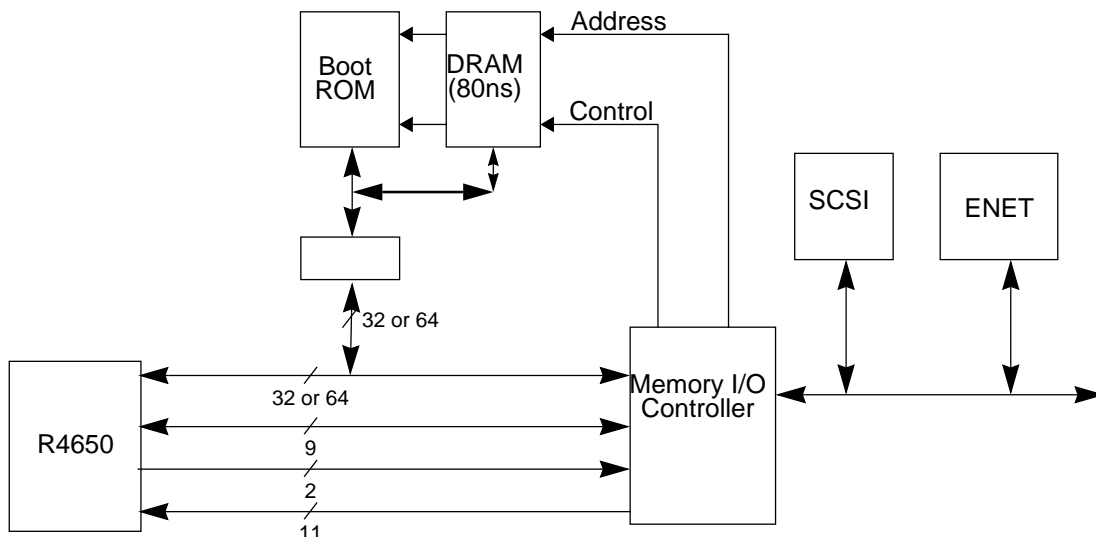 Address
Boot
ROM
DRAM
(80ns)
Control
SCSI
ENET
32 or 64
32 or 64
Memory I/O
Controller
R4650
9
2
11